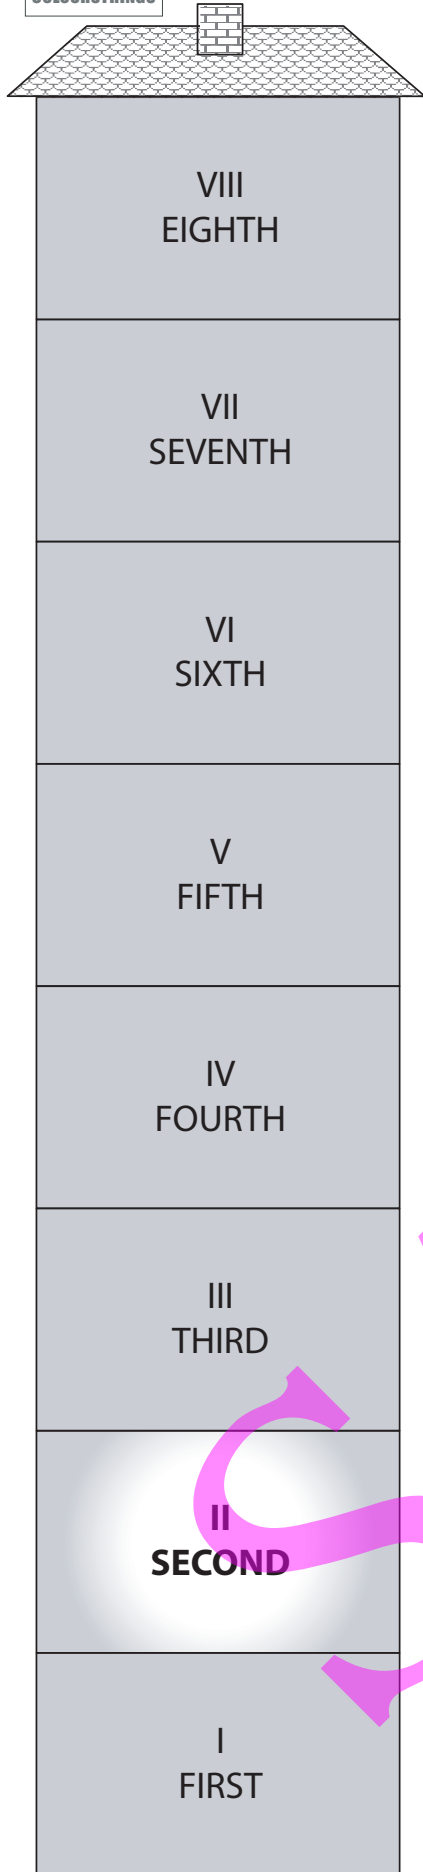 VIII
EIGHTH
VII
SEVENTH
VI
SIXTH
V
FIFTH
IV
FOURTH
III
THIRD
II
SECOND
I
FIRST